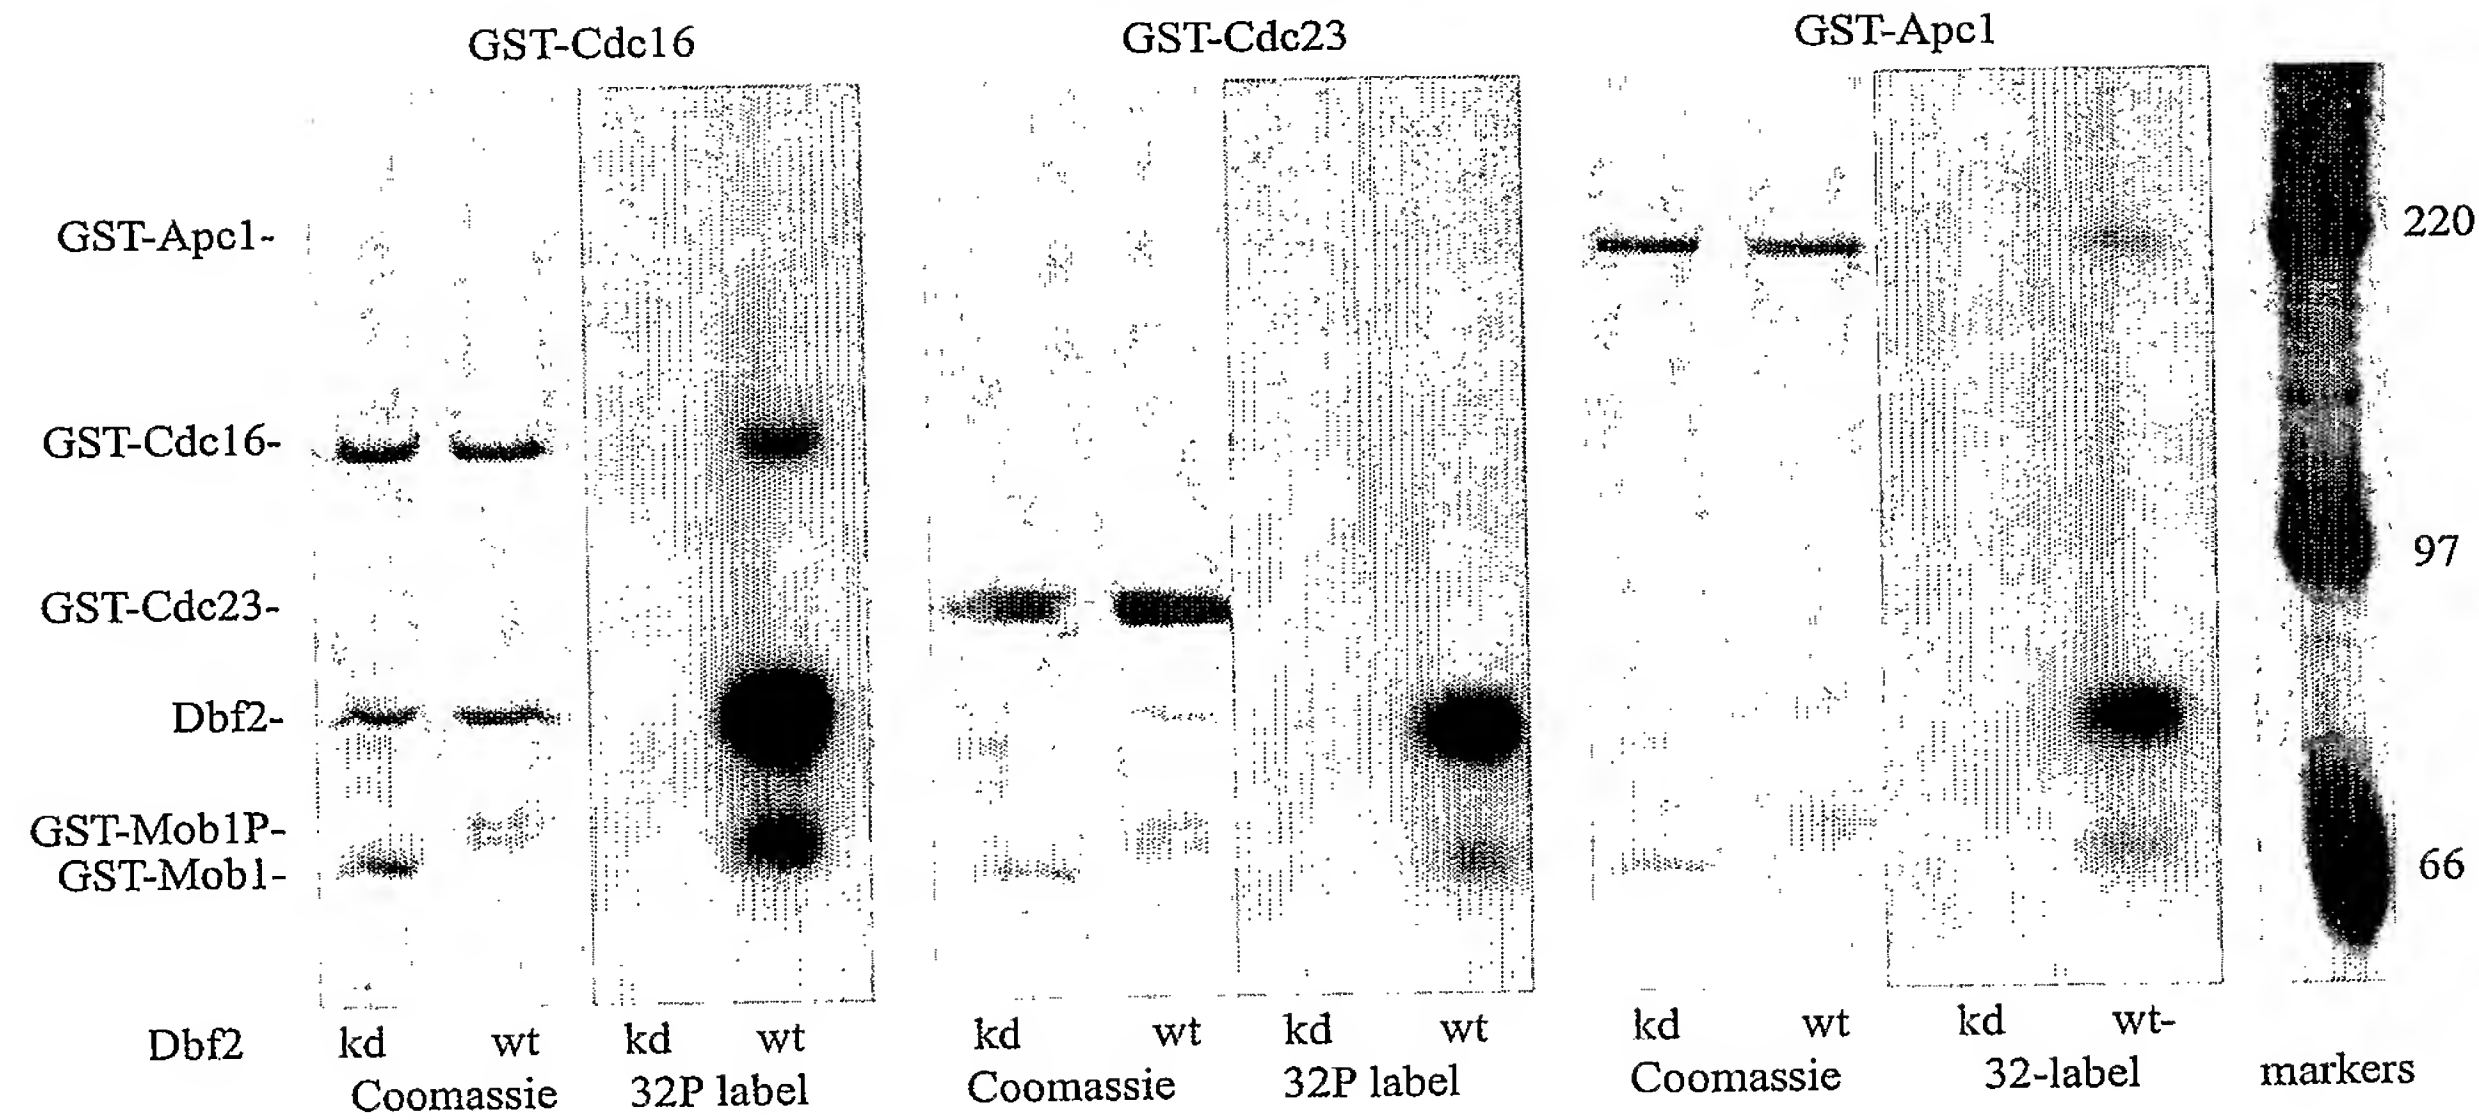 GST-Cdc16
GST-Cdc23
GST-Apc1
GST-Apc1-
220
GST-Cdc16-
97
GST-Cdc23-
Dbf2-
GST-Mob1P-
GST-Mob1-
66
Dbf2 kd wt kd wt kd wt kd wt kd wt kd wt-
Coomassie 32P label Coomassie 32P label Coomassie 32-label markers